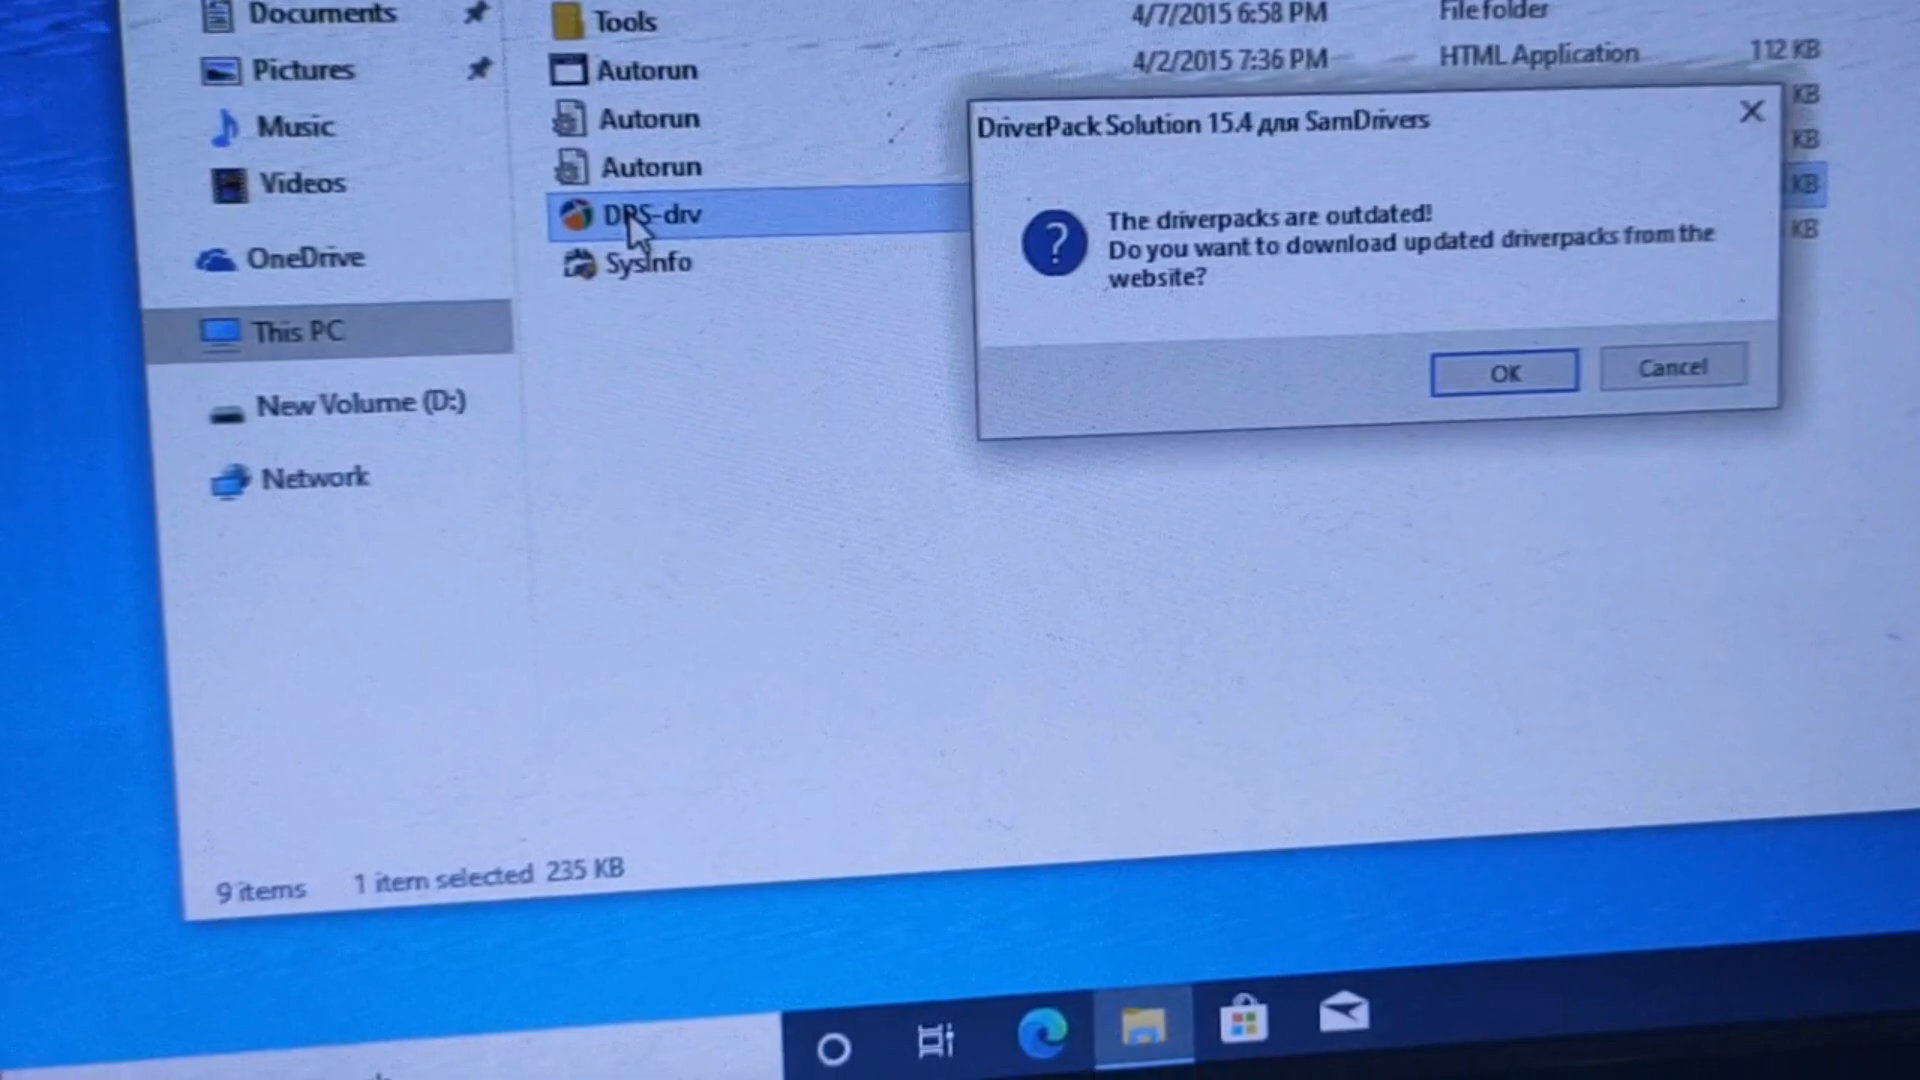 Documents
Tools
4/7/2015 6:58 PM
File folder
Pictures
Autorun
4/2/2015 7:36 PM
HTML Application
112 KB
Music
Autorun
KB
Videos
Autorun
KB
DRS-drv
KB
OneDrive
SysInfo
KB
This PC
New Volume (D:)
Network
DriverPack Solution 15.4 для SamDrivers
The driverpacks are outdated!
Do you want to download updated driverpacks from the
website?
OK
Cancel
9 items
1 item selected 235 KB